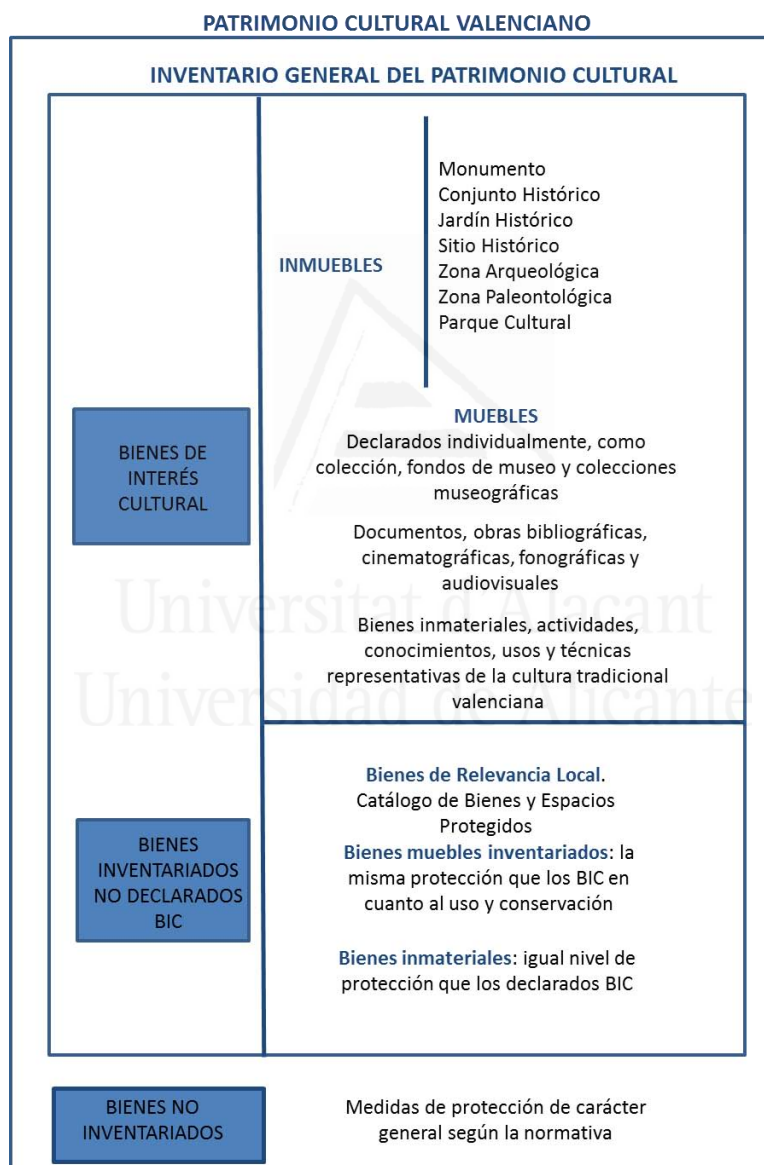 PATRIMONIO CULTURAL VALENCIANO
INVENTARIO GENERAL DEL PATRIMONIO CULTURAL
BIENES DE
INTERÉS
CULTURAL
INMUEBLES
Monumento
Conjunto Histórico
Jardín Histórico
Sitio Histórico
Zona Arqueológica
Zona Paleontológica
Parque Cultural
MUEBLES
Declarados individualmente, como
colección, fondos de museo y colecciones
museográficas
Documentos, obras bibliográficas,
cinematográficas, fonográficas y
audiovisuales
Bienes inmateriales, actividades,
conocimientos, usos y técnicas
representativas de la cultura tradicional
valenciana
Universitat d'Alacant
Universidad de Alicante
BIENES
INVENTARIADOS
NO DECLARADOS
BIC
Bienes de Relevancia Local.
Catálogo de Bienes y Espacios
Protegidos
Bienes muebles inventariados: la
misma protección que los BIC en
cuanto al uso y conservación
Bienes inmateriales: igual nivel de
protección que los declarados BIC
BIENES NO
INVENTARIADOS
Medidas de protección de carácter
general según la normativa